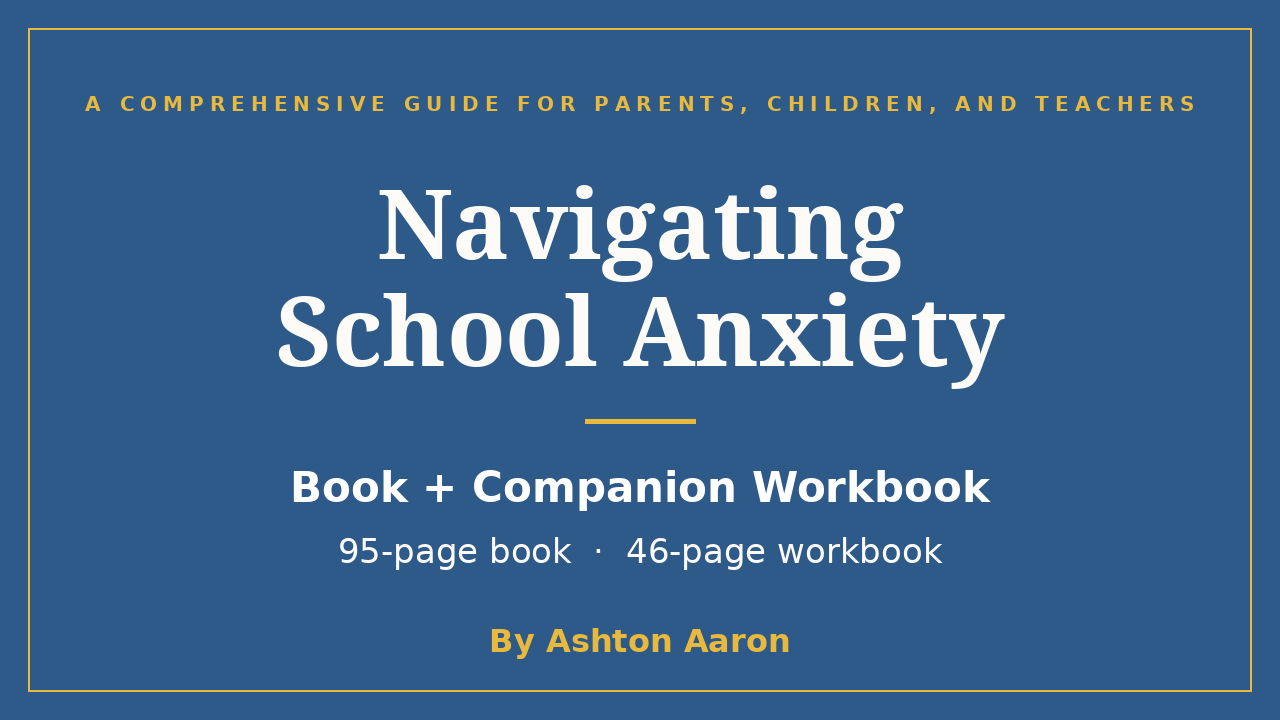 A COMPREHENSIVE GUIDE FOR PARENTS, CHILDREN, AND TEACHERS
Navigating
School Anxiety
Book + Companion Workbook
95-page book · 46-page workbook
By Ashton Aaron